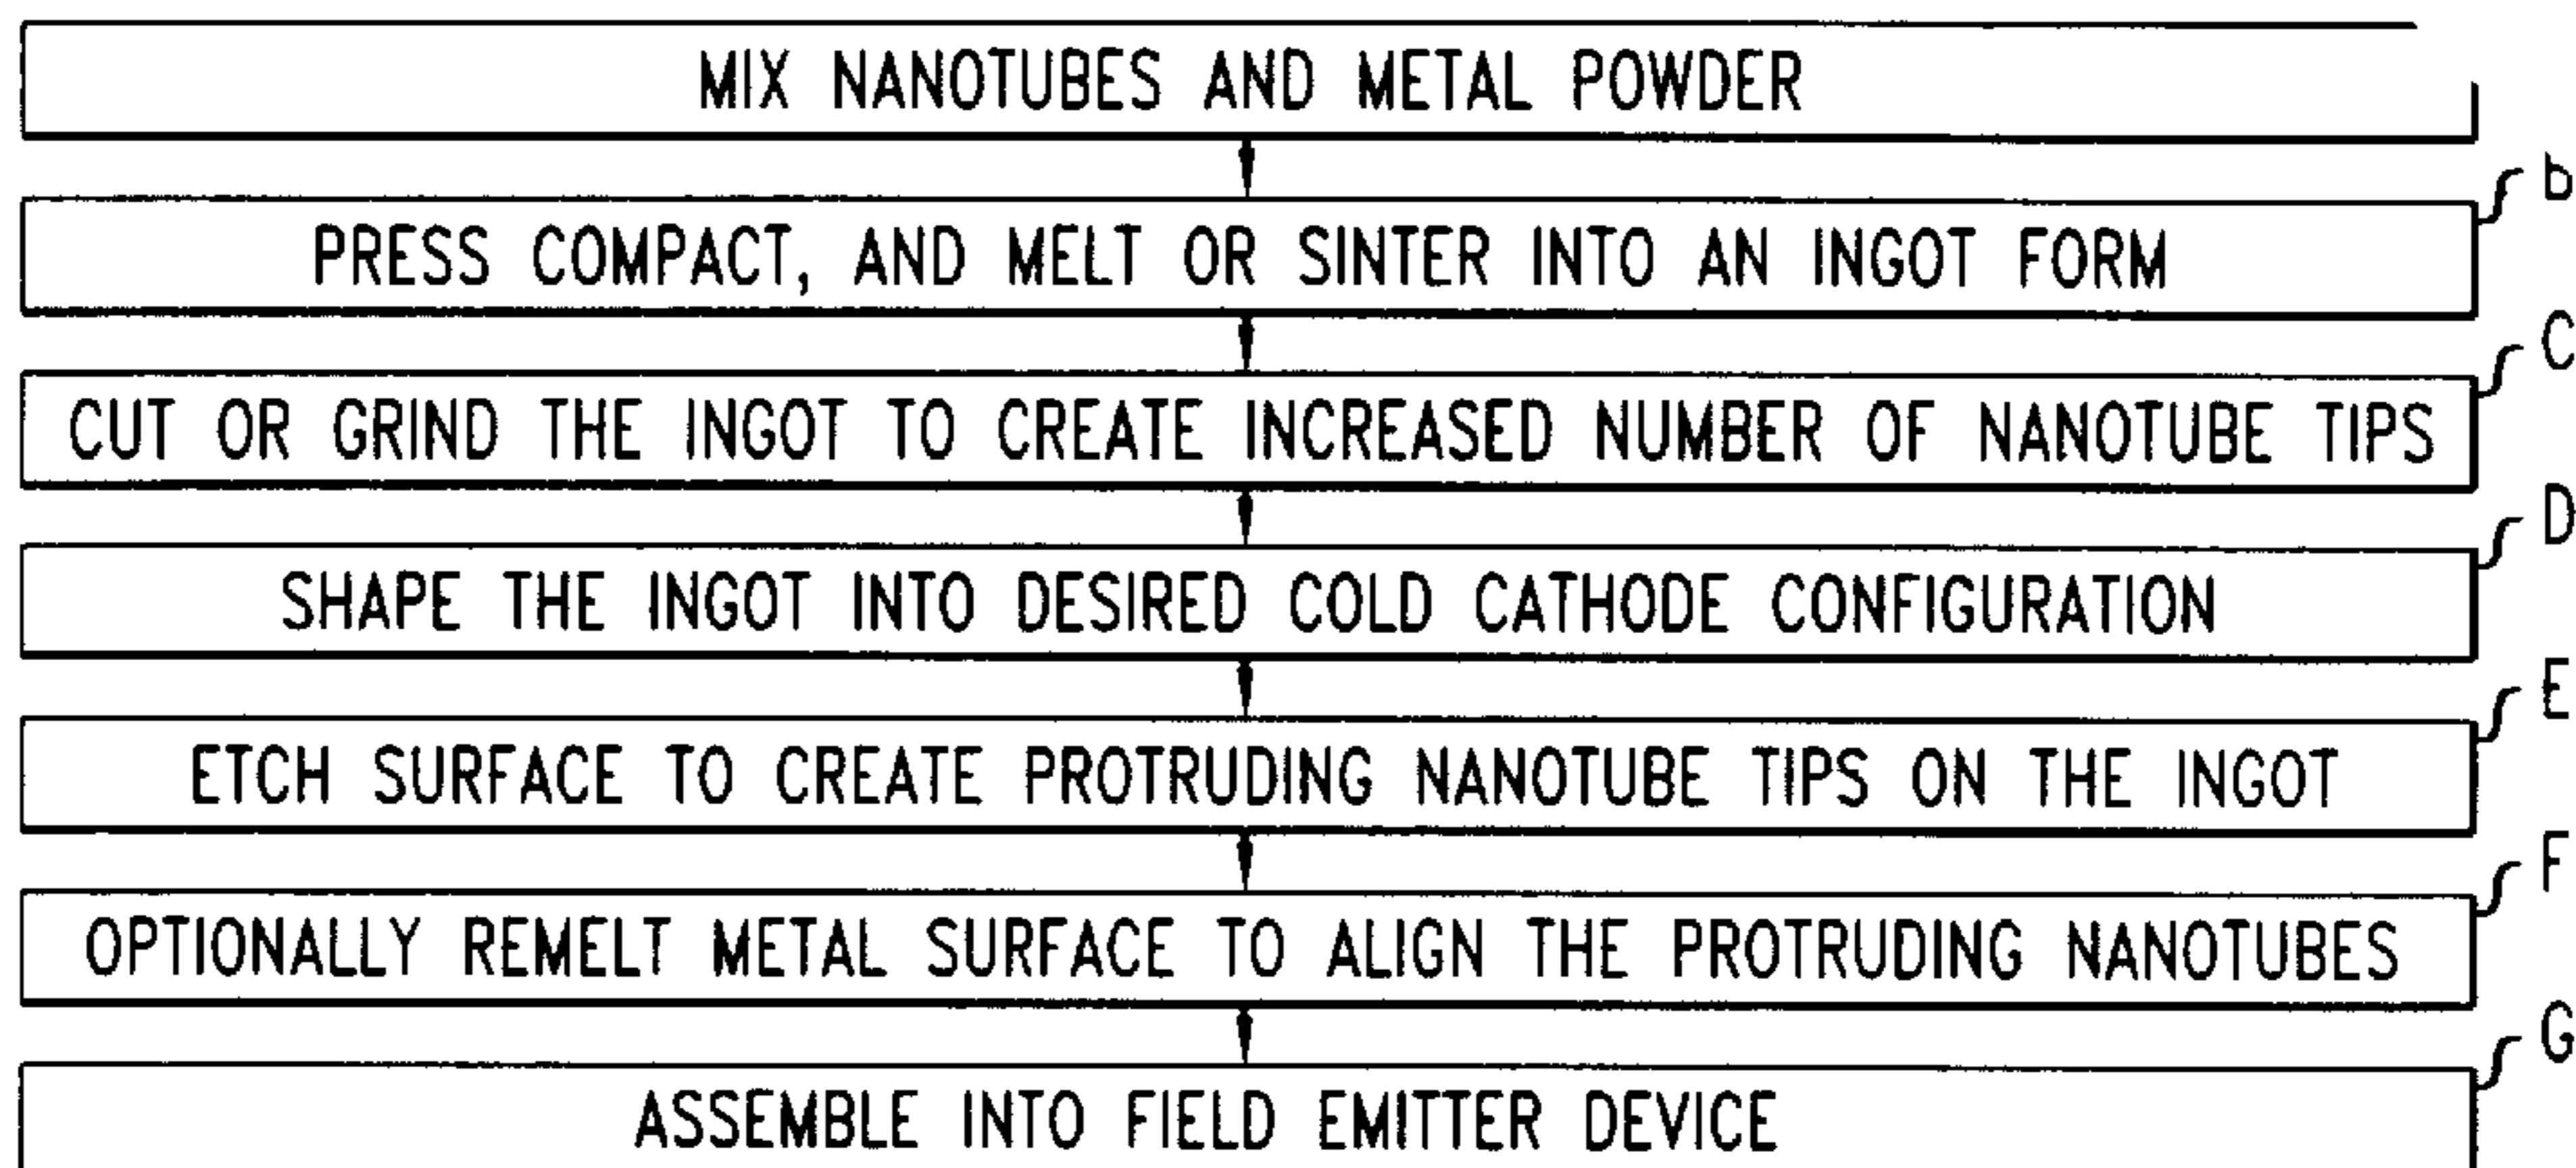 MIX NANOTUBES AND METAL POWDER
b
PRESS COMPACT, AND MELT OR SINTER INTO AN INGOT FORM
C
CUT OR GRIND THE INGOT TO CREATE INCREASED NUMBER OF NANOTUBE TIPS
D
SHAPE THE INGOT INTO DESIRED COLD CATHODE CONFIGURATION
E
ETCH SURFACE TO CREATE PROTRUDING NANOTUBE TIPS ON THE INGOT
F
OPTIONALLY REMELT METAL SURFACE TO ALIGN THE PROTRUDING NANOTUBES
G
ASSEMBLE INTO FIELD EMITTER DEVICE